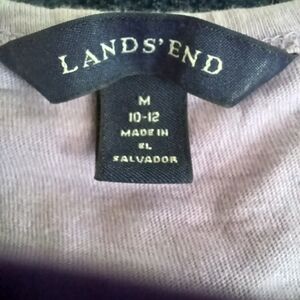 LANDS' END
M
10-12
MADE IN
EL
SALVADOR